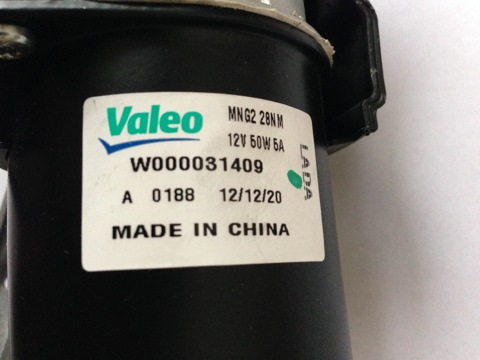 Valeo
MNG2 28NM
12V 50W 5A
W000031409
LADA
A 0188 12/12/20
MADE IN CHINA